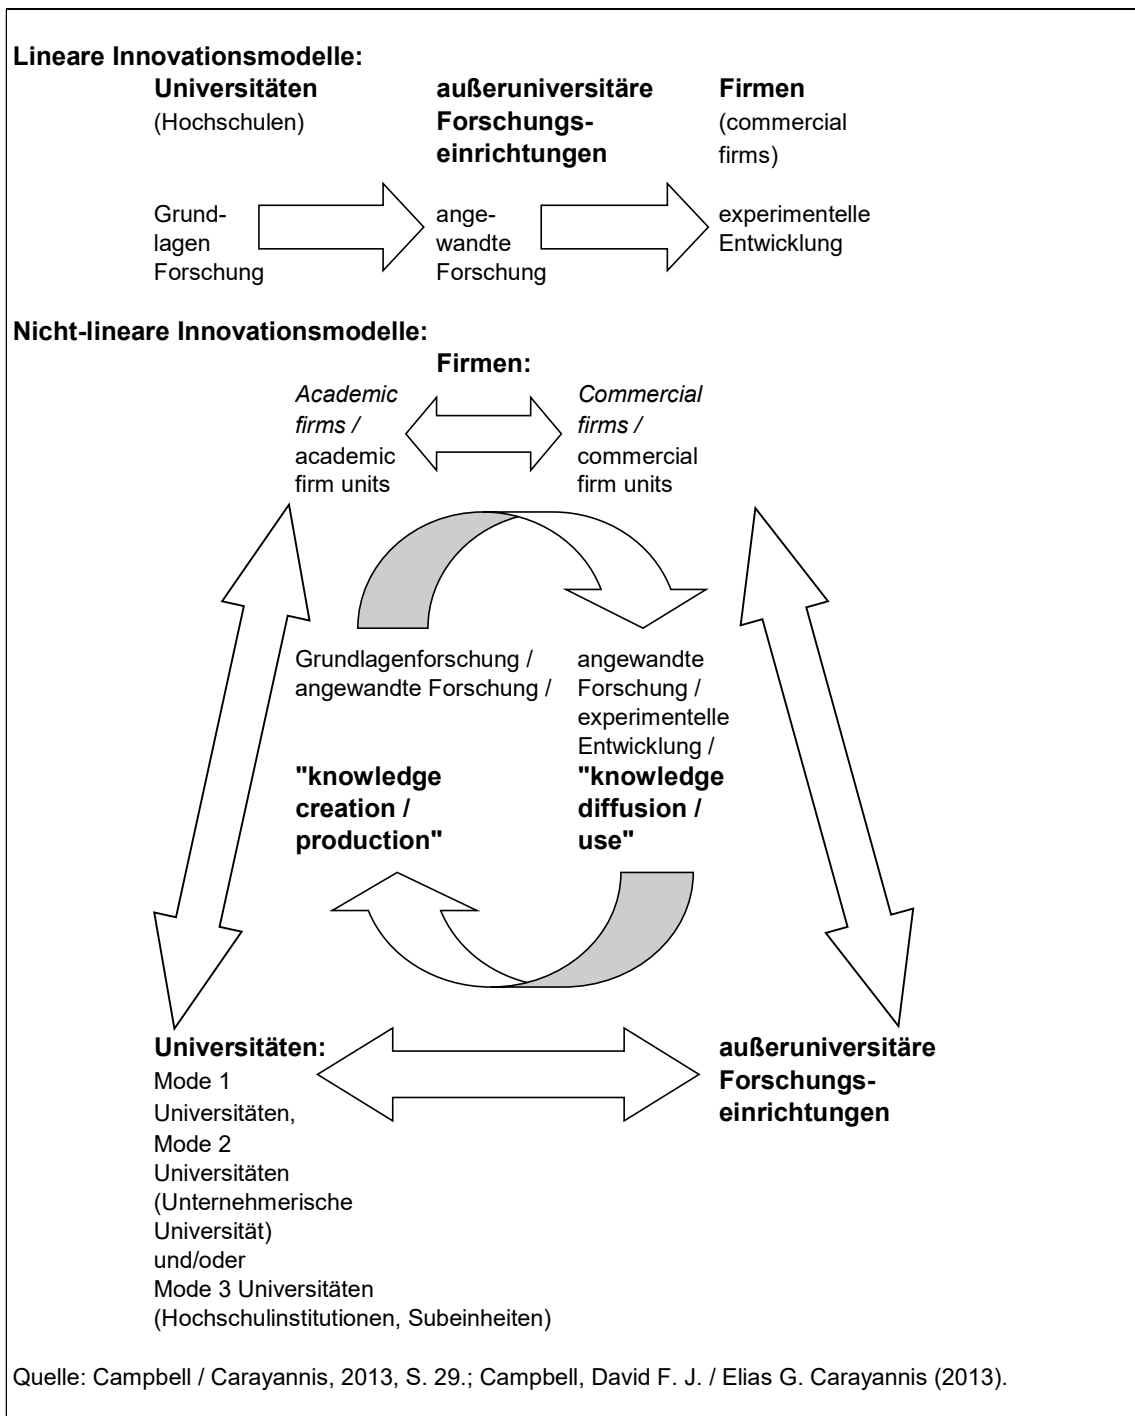 Lineare Innovationsmodelle:
Universitäten
(Hochschulen)
außeruniversitäre
Forschungs-
einrichtungen
Firmen
(commercial
firms)
Grund-
lagen
Forschung
ange-
wandte
Forschung
experimentelle
Entwicklung
Nicht-lineare Innovationsmodelle:
Firmen:
Academic
firms /
academic
firm units
Commercial
firms /
commercial
firm units
Grundlagenforschung /
angewandte Forschung /
"knowledge
creation /
production"
angewandte
Forschung /
experimentelle
Entwicklung /
"knowledge
diffusion /
use"
Universitäten:
Mode 1
Universitäten,
Mode 2
Universitäten
(Unternehmerische
Universität)
und/oder
Mode 3 Universitäten
(Hochschulinstitutionen, Subeinheiten)
außeruniversitäre
Forschungs-
einrichtungen
Quelle: Campbell / Carayannis, 2013, S. 29.; Campbell, David F. J. / Elias G. Carayannis (2013).